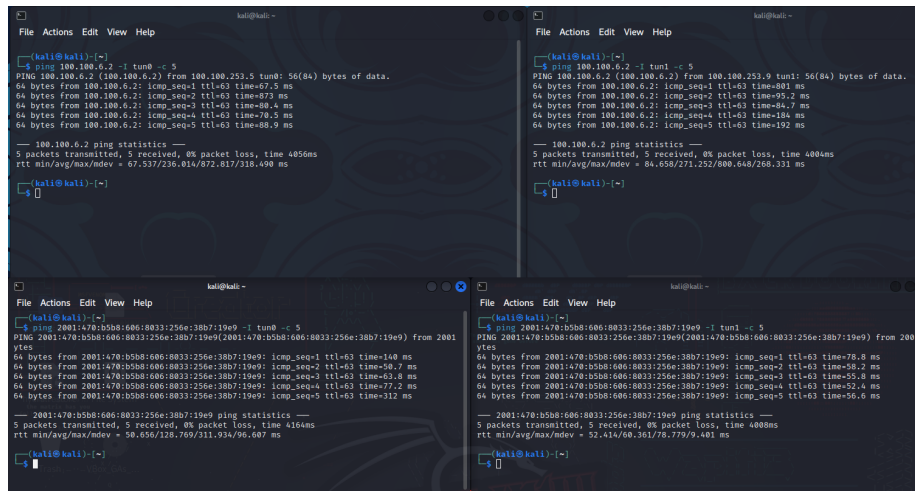 kali@kali: ~
File Actions Edit View Help
(kali㉿kali)-[~]
$ ping 100.100.6.2 -I tun0 -c 5
PING 100.100.6.2 (100.100.6.2) from 100.100.253.5 tun0: 56(84) bytes of data.
64 bytes from 100.100.6.2: icmp_seq=1 ttl=63 time=67.5 ms
64 bytes from 100.100.6.2: icmp_seq=2 ttl=63 time=873 ms
64 bytes from 100.100.6.2: icmp_seq=3 ttl=63 time=80.4 ms
64 bytes from 100.100.6.2: icmp_seq=4 ttl=63 time=70.5 ms
64 bytes from 100.100.6.2: icmp_seq=5 ttl=63 time=88.9 ms
— 100.100.6.2 ping statistics —
5 packets transmitted, 5 received, 0% packet loss, time 4056ms
rtt min/avg/max/mdev = 67.537/236.014/872.817/318.490 ms
(kali㉿kali)-[~]
$
kali@kali: ~
File Actions Edit View Help
(kali㉿kali)-[~]
$ ping 100.100.6.2 -I tun1 -c 5
PING 100.100.6.2 (100.100.6.2) from 100.100.253.9 tun1: 56(84) bytes of data.
64 bytes from 100.100.6.2: icmp_seq=1 ttl=63 time=801 ms
64 bytes from 100.100.6.2: icmp_seq=2 ttl=63 time=95.2 ms
64 bytes from 100.100.6.2: icmp_seq=3 ttl=63 time=84.7 ms
64 bytes from 100.100.6.2: icmp_seq=4 ttl=63 time=184 ms
64 bytes from 100.100.6.2: icmp_seq=5 ttl=63 time=192 ms
— 100.100.6.2 ping statistics —
5 packets transmitted, 5 received, 0% packet loss, time 4004ms
rtt min/avg/max/mdev = 84.658/271.252/800.648/268.331 ms
(kali㉿kali)-[~]
$
kali@kali: ~
File Actions Edit View Help
(kali㉿kali)-[~]
$ ping 2001:470:b5b8:606:8033:256e:38b7:19e9 -I tun0 -c 5
PING 2001:470:b5b8:606:8033:256e:38b7:19e9(2001:470:b5b8:606:8033:256e:38b7:19e9) from 2001
ytes
64 bytes from 2001:470:b5b8:606:8033:256e:38b7:19e9: icmp_seq=1 ttl=63 time=140 ms
64 bytes from 2001:470:b5b8:606:8033:256e:38b7:19e9: icmp_seq=2 ttl=63 time=50.7 ms
64 bytes from 2001:470:b5b8:606:8033:256e:38b7:19e9: icmp_seq=3 ttl=63 time=63.8 ms
64 bytes from 2001:470:b5b8:606:8033:256e:38b7:19e9: icmp_seq=4 ttl=63 time=77.2 ms
64 bytes from 2001:470:b5b8:606:8033:256e:38b7:19e9: icmp_seq=5 ttl=63 time=312 ms
— 2001:470:b5b8:606:8033:256e:38b7:19e9 ping statistics —
5 packets transmitted, 5 received, 0% packet loss, time 4164ms
rtt min/avg/max/mdev = 50.656/128.769/311.934/96.607 ms
(kali㉿kali)-[~]
$
kali@kali: ~
File Actions Edit View Help
(kali㉿kali)-[~]
$ ping 2001:470:b5b8:606:8033:256e:38b7:19e9 -I tun1 -c 5
PING 2001:470:b5b8:606:8033:256e:38b7:19e9(2001:470:b5b8:606:8033:256e:38b7:19e9) from 200
ytes
64 bytes from 2001:470:b5b8:606:8033:256e:38b7:19e9: icmp_seq=1 ttl=63 time=78.8 ms
64 bytes from 2001:470:b5b8:606:8033:256e:38b7:19e9: icmp_seq=2 ttl=63 time=58.2 ms
64 bytes from 2001:470:b5b8:606:8033:256e:38b7:19e9: icmp_seq=3 ttl=63 time=55.8 ms
64 bytes from 2001:470:b5b8:606:8033:256e:38b7:19e9: icmp_seq=4 ttl=63 time=52.4 ms
64 bytes from 2001:470:b5b8:606:8033:256e:38b7:19e9: icmp_seq=5 ttl=63 time=56.6 ms
— 2001:470:b5b8:606:8033:256e:38b7:19e9 ping statistics —
5 packets transmitted, 5 received, 0% packet loss, time 4008ms
rtt min/avg/max/mdev = 52.414/60.361/78.779/9.401 ms
(kali㉿kali)-[~]
$